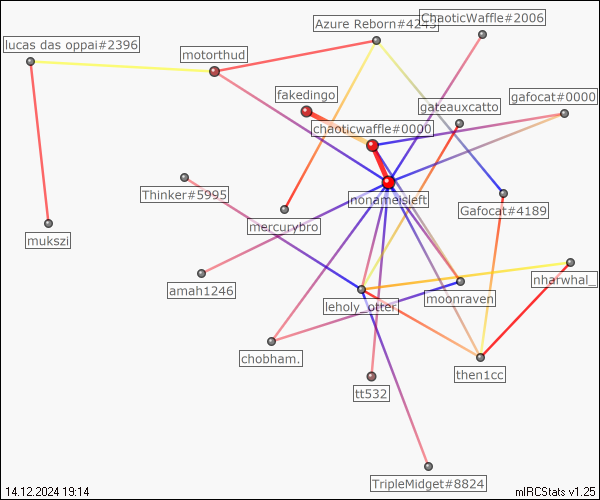 ChaoticWaffle#2006
Azure Reborn#4243
lucas das oppai#2396
motorthud
fakedingo
gafocat#0000
gateauxcatto
chaoticwaffle#0000
Thinker#5995
nonameisleft
Gafocat#4189
mercurybro
mukszi
nharwhal_
amah1246
moonraven
leholy_otter
chobham.
then1cc
tt532
TripleMidget#8824
14.12.2024 19:14
mIRCStats v1.25